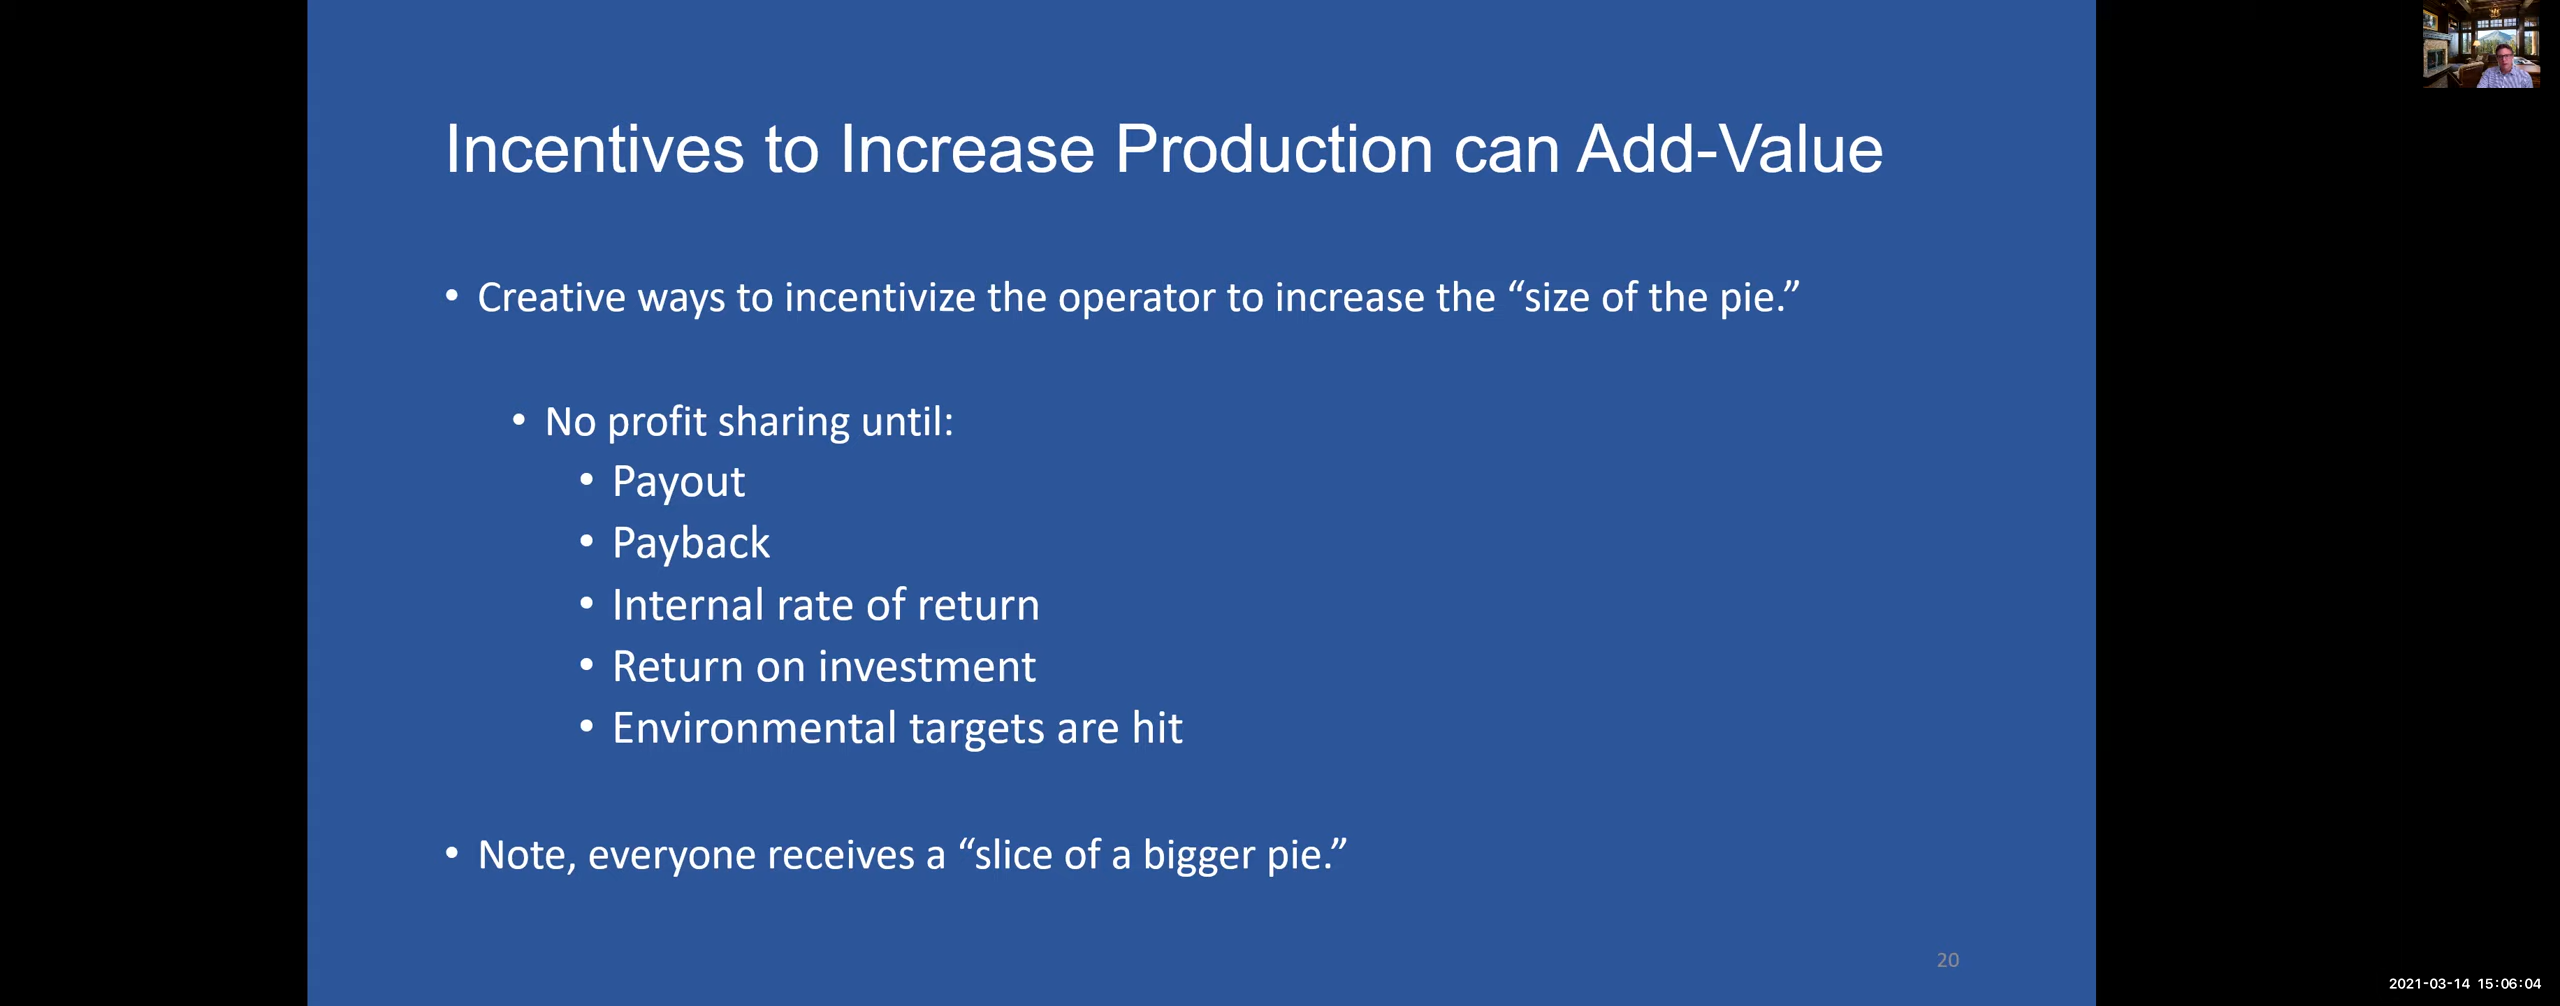 Incentives to Increase Production can Add-Value
• Creative ways to incentivize the operator to increase the “size of the pie.”
• No profit sharing until:
• Payout
• Payback
• Internal rate of return
• Return on investment
• Environmental targets are hit
• Note, everyone receives a “slice of a bigger pie.”
20
2021-03-14 15:06:04